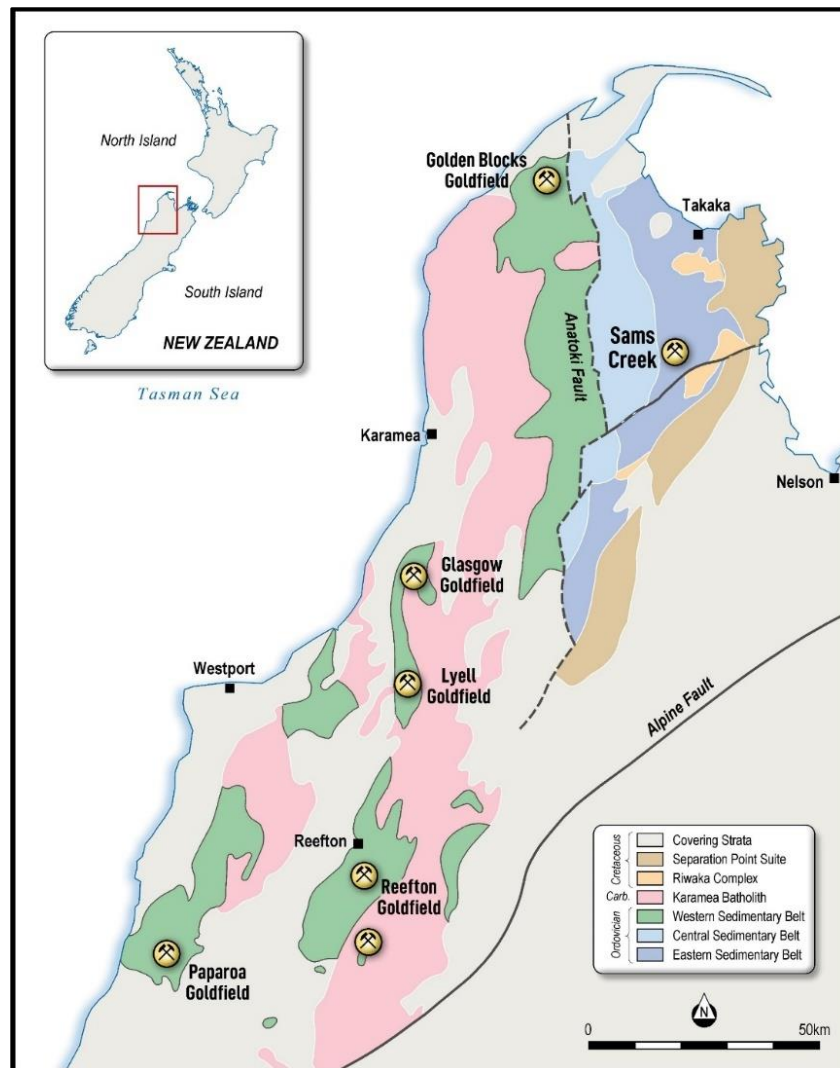 North Island
South Island
NEW ZEALAND
Tasman Sea
Golden Blocks
Goldfield
Takaka
Anatoki Fault
Sams
Creek
Karamea
Nelson
Glasgow
Goldfield
Westport
Lyell
Goldfield
Alpine Fault
Reefton
Reefton
Goldfield
Paparoa
Goldfield
Cretaceous
Covering Strata
Separation Point Suite
Riwaka Complex
Carb.
Karamea Batholith
Ordovician
Western Sedimentary Belt
Central Sedimentary Belt
Eastern Sedimentary Belt
N
0
50km